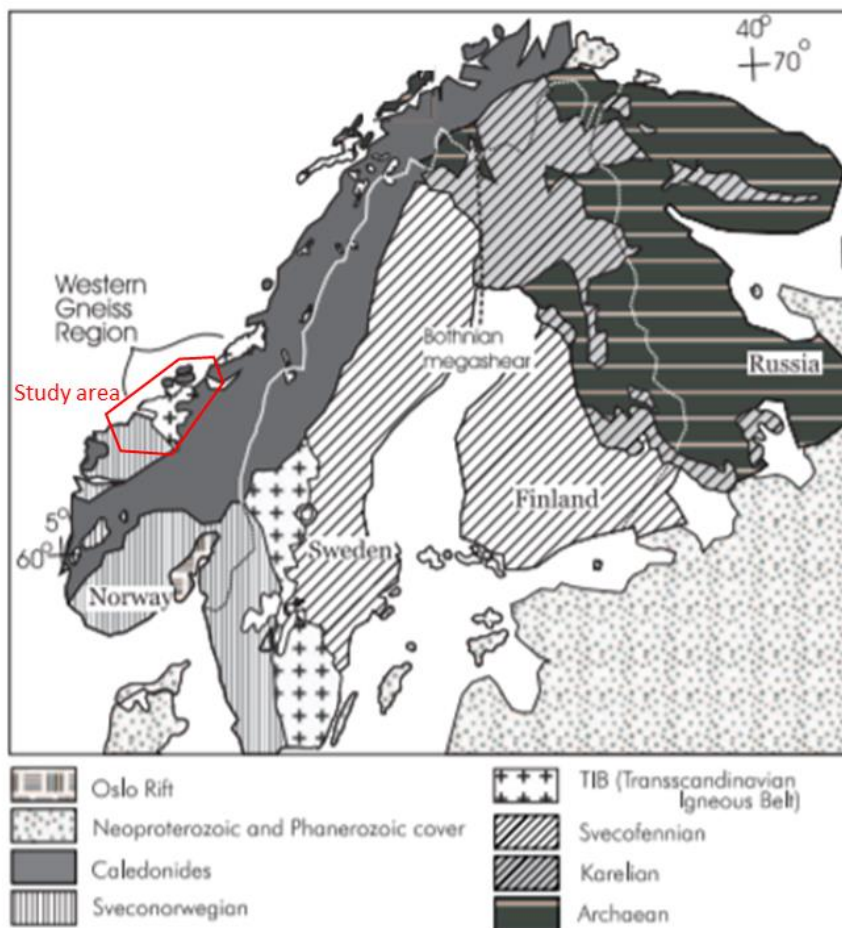 40°
70°
Western
Gneiss
Region
Study area
Bothnian
megashear
Russia
Finland
5°
60°
Sweden
Norway
Oslo Rift
Neoproterozoic and Phanerozoic cover
Caledonides
Sveconorwegian
TIB (Transscandinavian
Igneous Belt)
Svecofennian
Karelian
Archaean